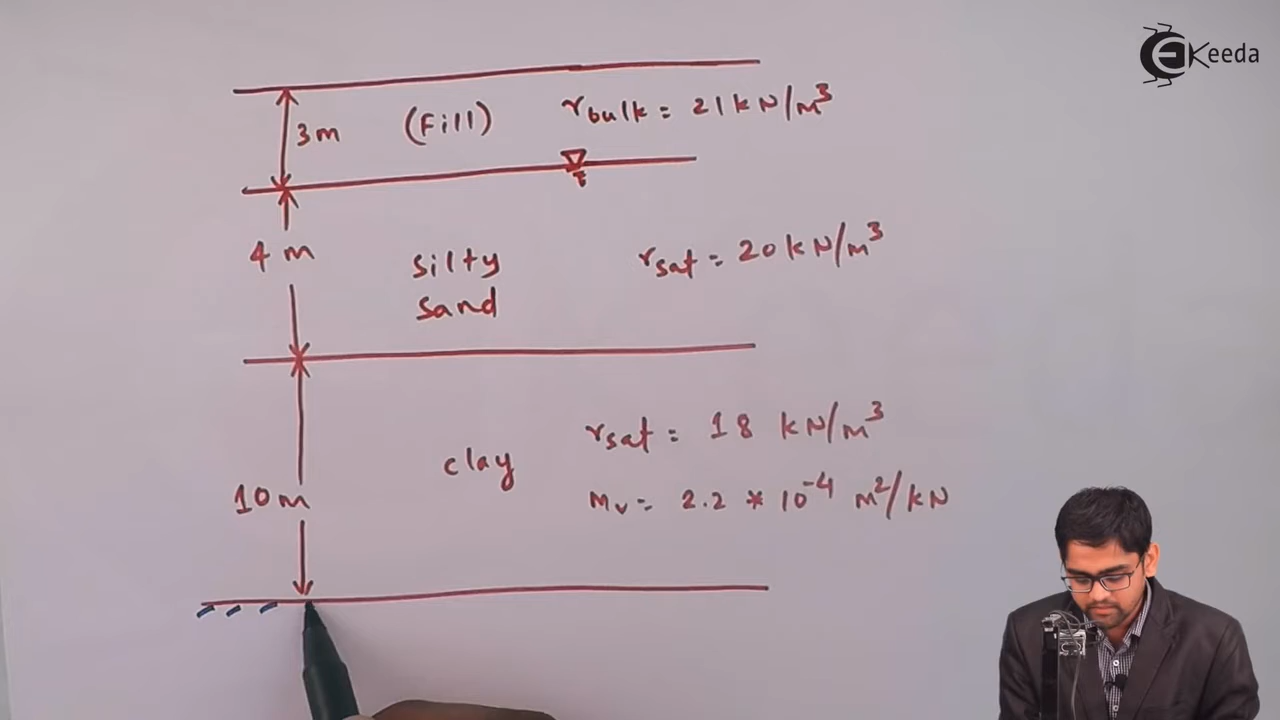 EKeeda
3m (Fill) γbulk = 21 kN/m³
4 m silty sand γsat = 20 kN/m³
clay γsat = 18 kN/m³
10 m mv = 2.2 * 10⁻⁴ m²/kN